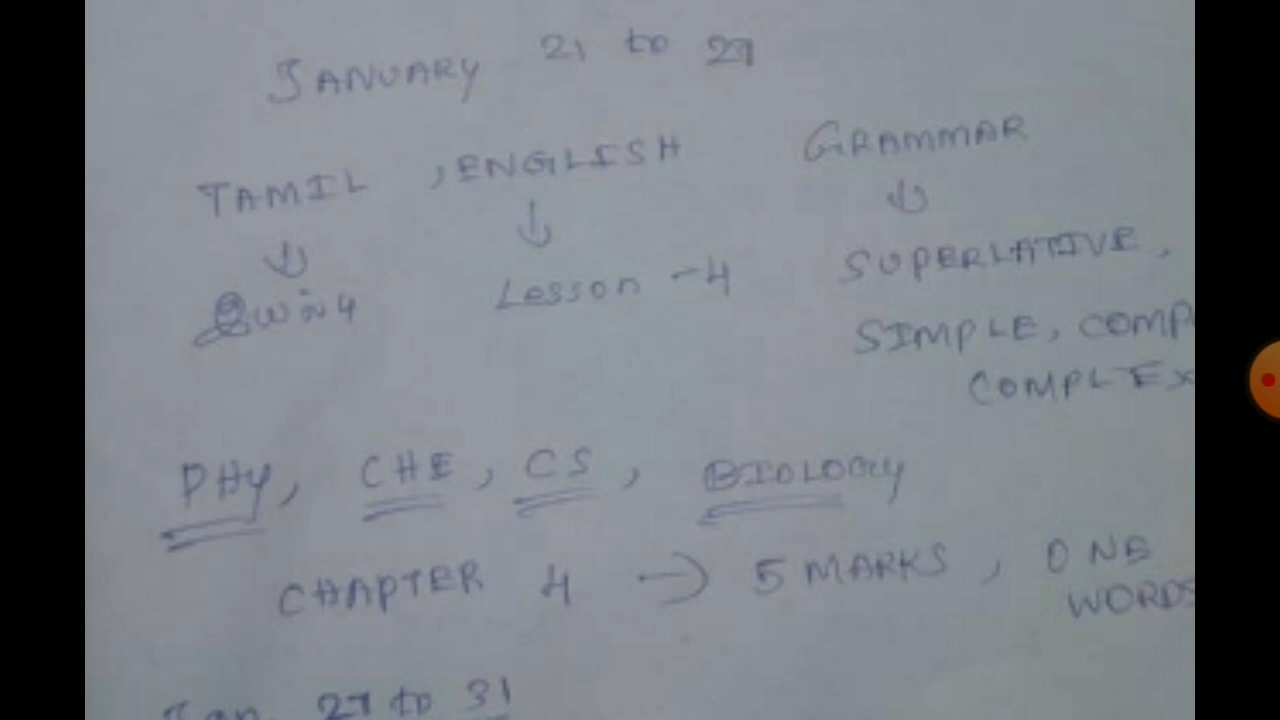 JANUARY 21 to 27
TAMIL , ENGLISH GRAMMAR
↓ ↓ ↓
இயல் 4 Lesson - 4 SUPERLATIVE,
SIMPLE, COMP
COMPLEX
PHY, CHE, CS, BIOLOGY
CHAPTER 4 → 5 MARKS, ONE
WORDS
Jan. 27 to 31